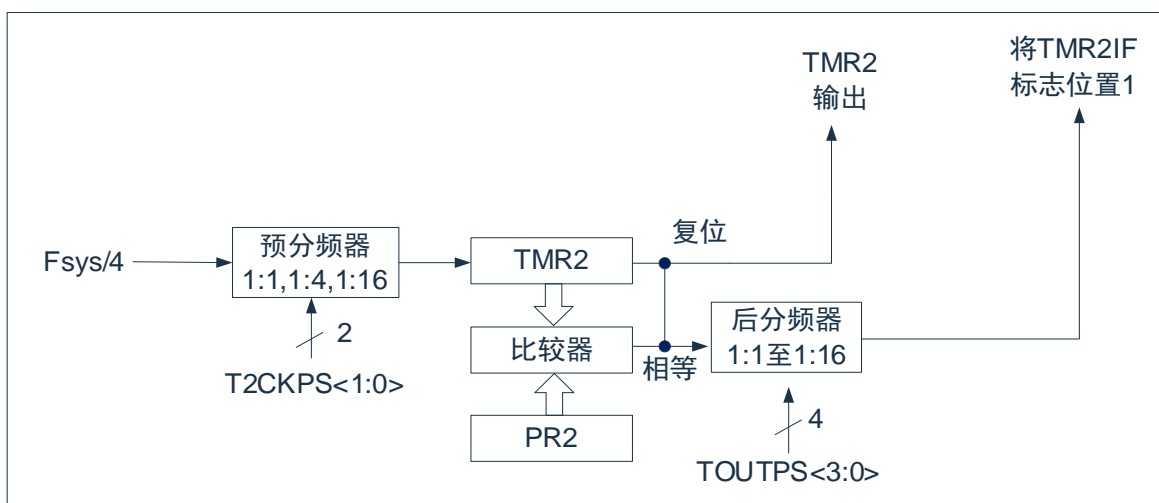 TMR2
输出
将TMR2IF
标志位置1
Fsys/4
预分频器
1:1,1:4,1:16
TMR2
复位
2
T2CKPS<1:0>
比较器
相等
后分频器
1:1至1:16
PR2
4
TOUTPS<3:0>